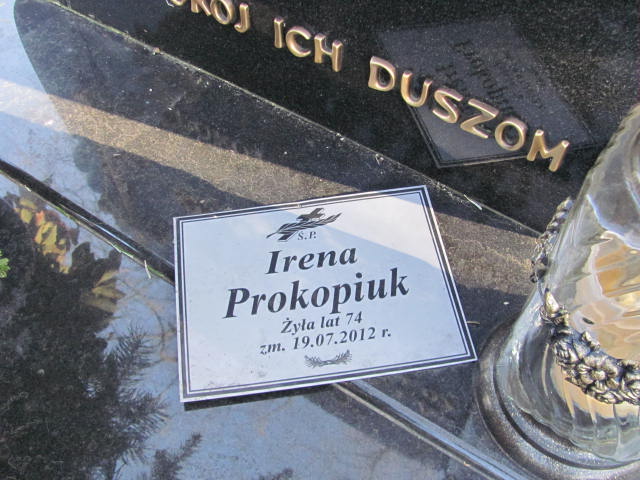 ICH DUSZOM
Ś.P.
Irena
Prokopiuk
Żyła lat 74
zm. 19.07.2012 r.